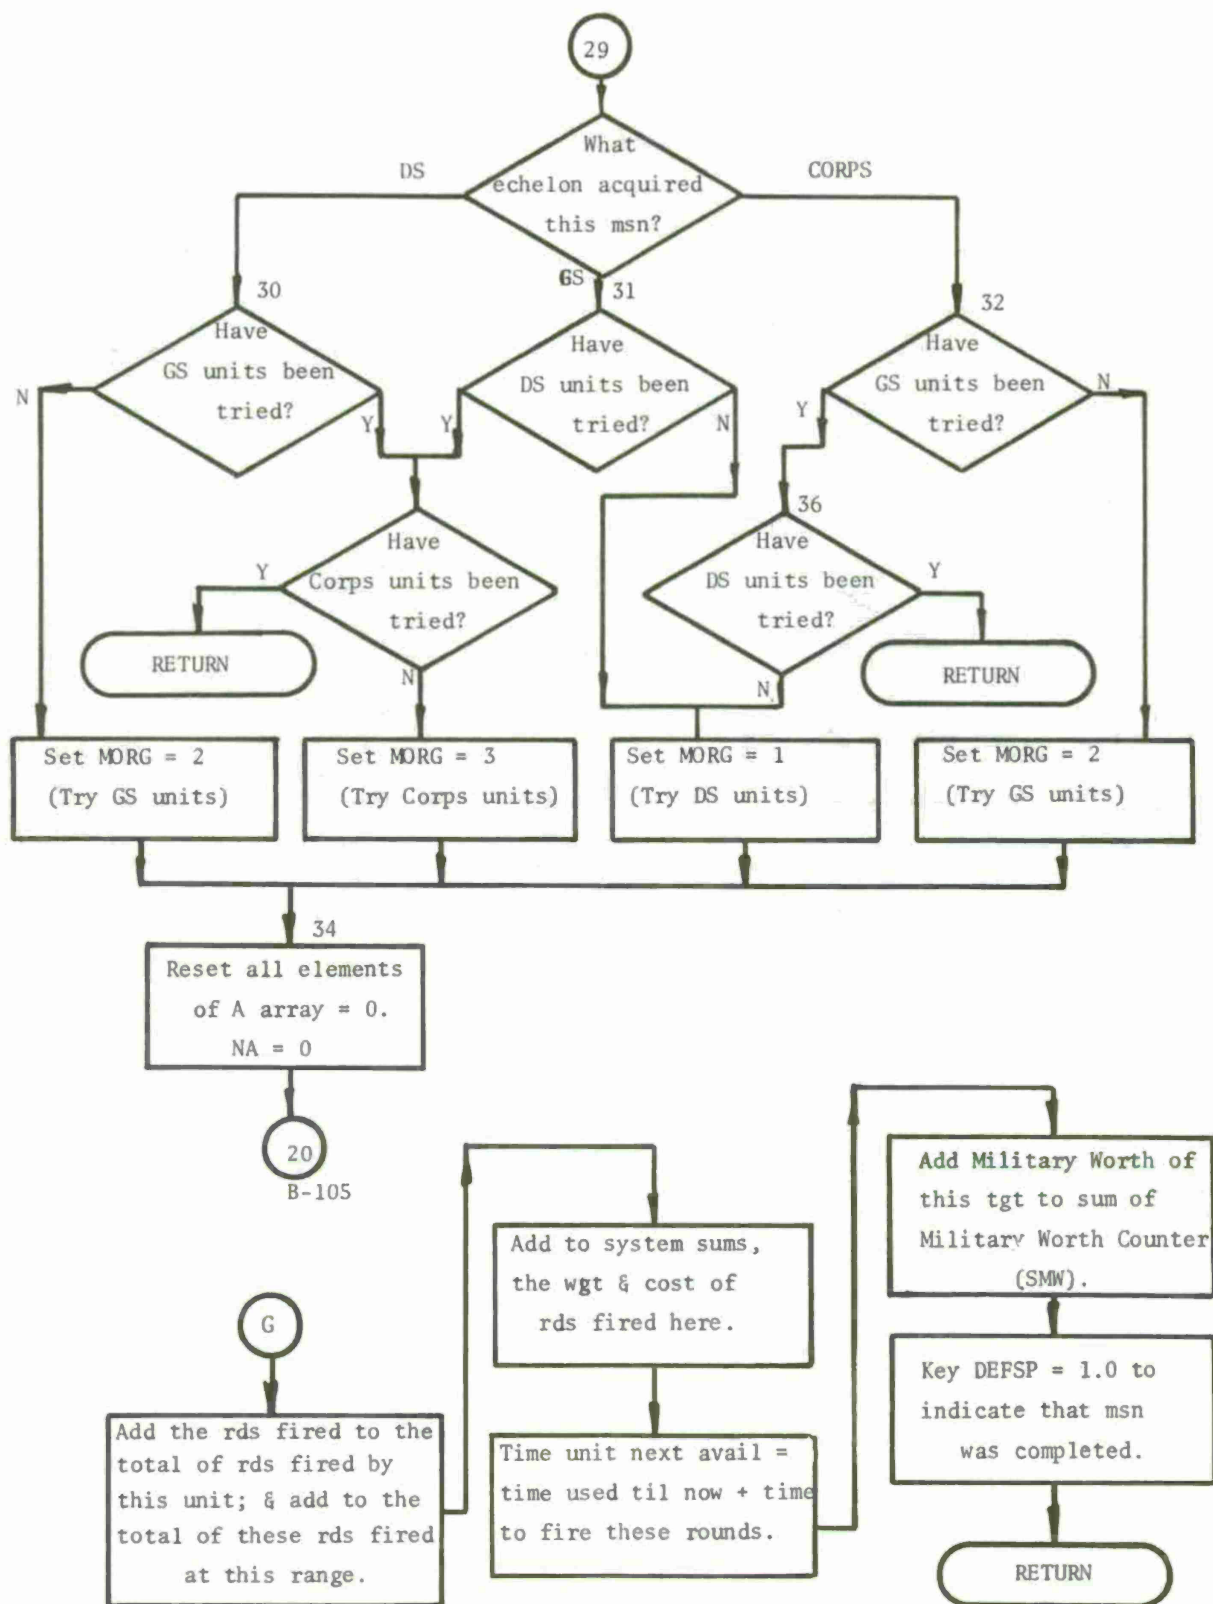 29
What
echelon acquired
this msn?
DS
CORPS
GS
30
Have
GS units been
tried?
N
Y
31
Have
DS units been
tried?
Y
N
32
Have
GS units been
tried?
Y
N
Have
Corps units been
tried?
Y
N
RETURN
36
Have
DS units been
tried?
Y
N
RETURN
Set MORG = 2
(Try GS units)
Set MORG = 3
(Try Corps units)
Set MORG = 1
(Try DS units)
Set MORG = 2
(Try GS units)
34
Reset all elements
of A array = 0.
NA = 0
20
B-105
G
Add the rds fired to the
total of rds fired by
this unit; & add to the
total of these rds fired
at this range.
Add to system sums,
the wgt & cost of
rds fired here.
Time unit next avail =
time used til now + time
to fire these rounds.
Add Military Worth of
this tgt to sum of
Military Worth Counter
(SMW).
Key DEFSP = 1.0 to
indicate that msn
was completed.
RETURN